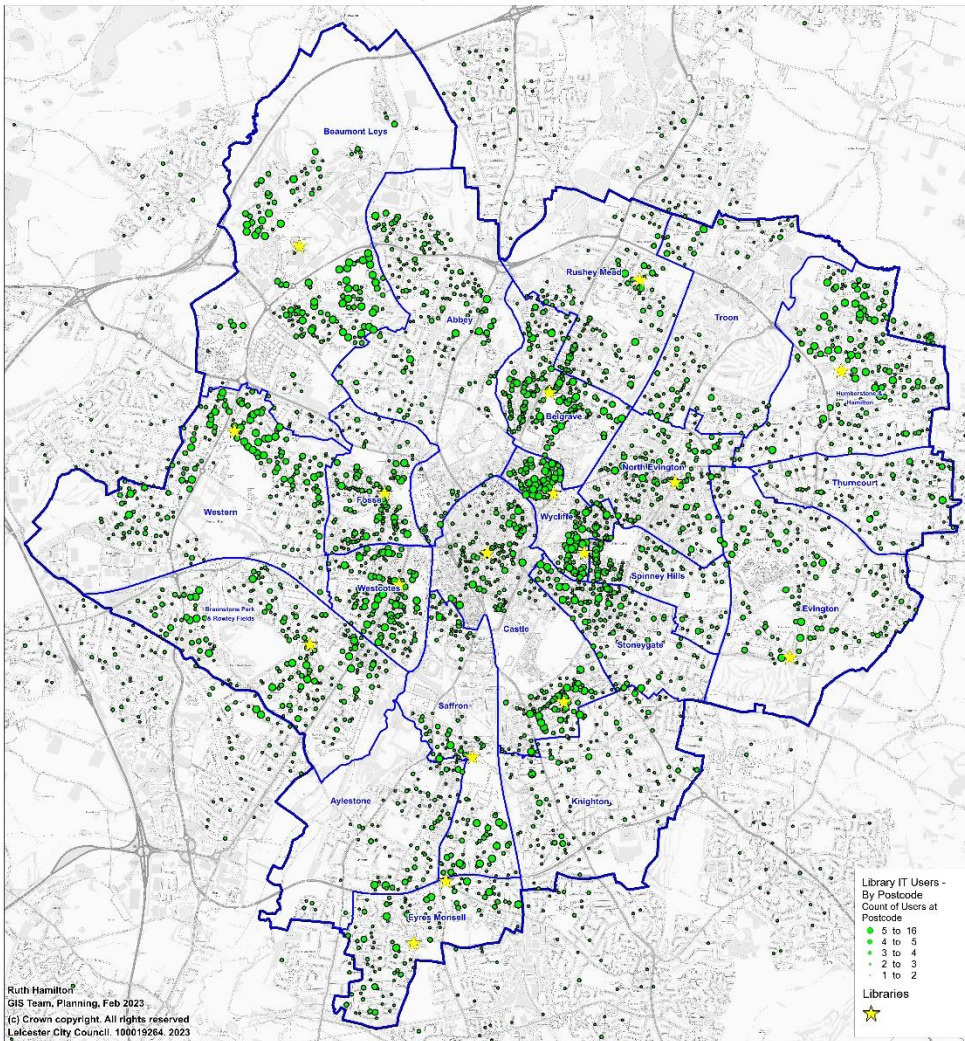 Beaumont Leys
Rushey Mead
Abbey
Troon
Humberstone &
Hamilton
Belgrave
North Evington
Thurncourt
Fosse
Wycliffe
Western
Spinney Hills
Westcotes
Braunstone Park
& Rowley Fields
Evington
Castle
Stoneygate
Saffron
Aylestone
Knighton
Eyres Monsell
Library IT Users -
By Postcode
Count of Users at
Postcode
5 to 16
4 to 5
3 to 4
2 to 3
1 to 2
Libraries
Ruth Hamilton
GIS Team, Planning, Feb 2023
(c) Crown copyright. All rights reserved
Leicester City Council. 100019264. 2023